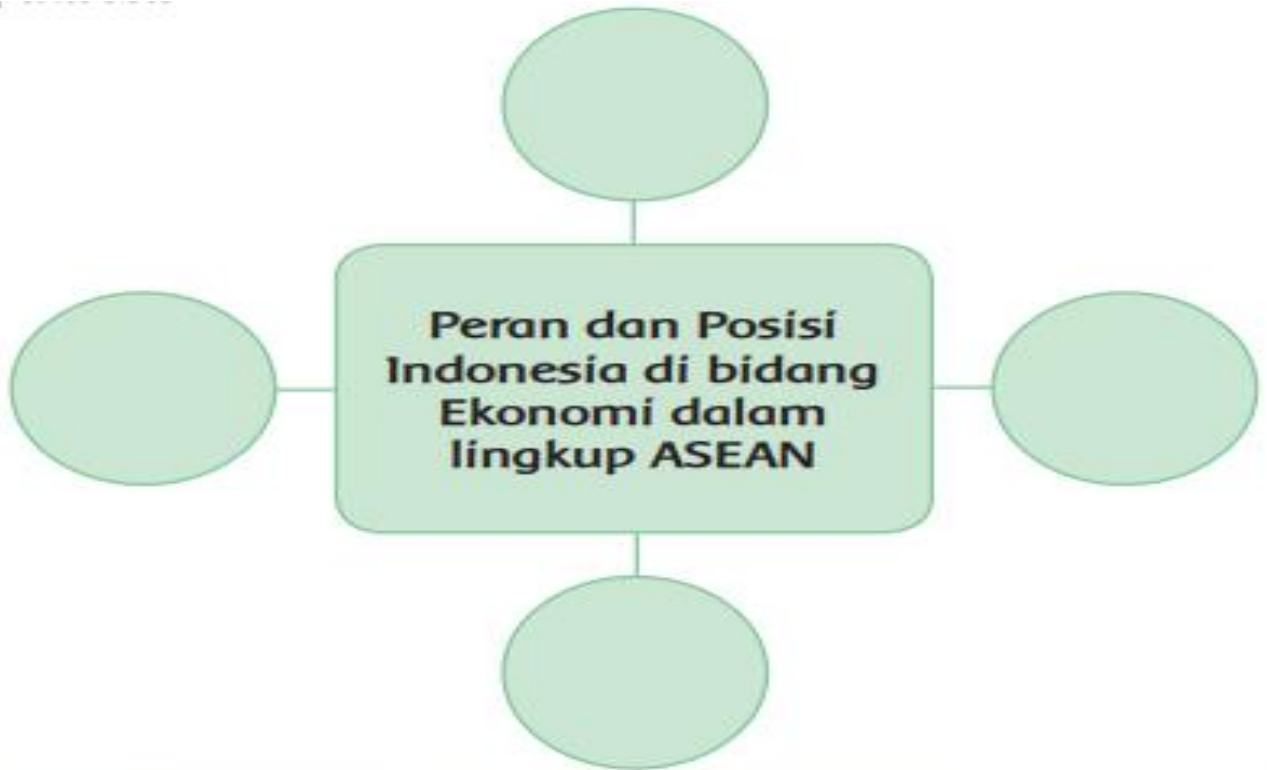 Peran dan Posisi
Indonesia di bidang
Ekonomi dalam
lingkup ASEAN